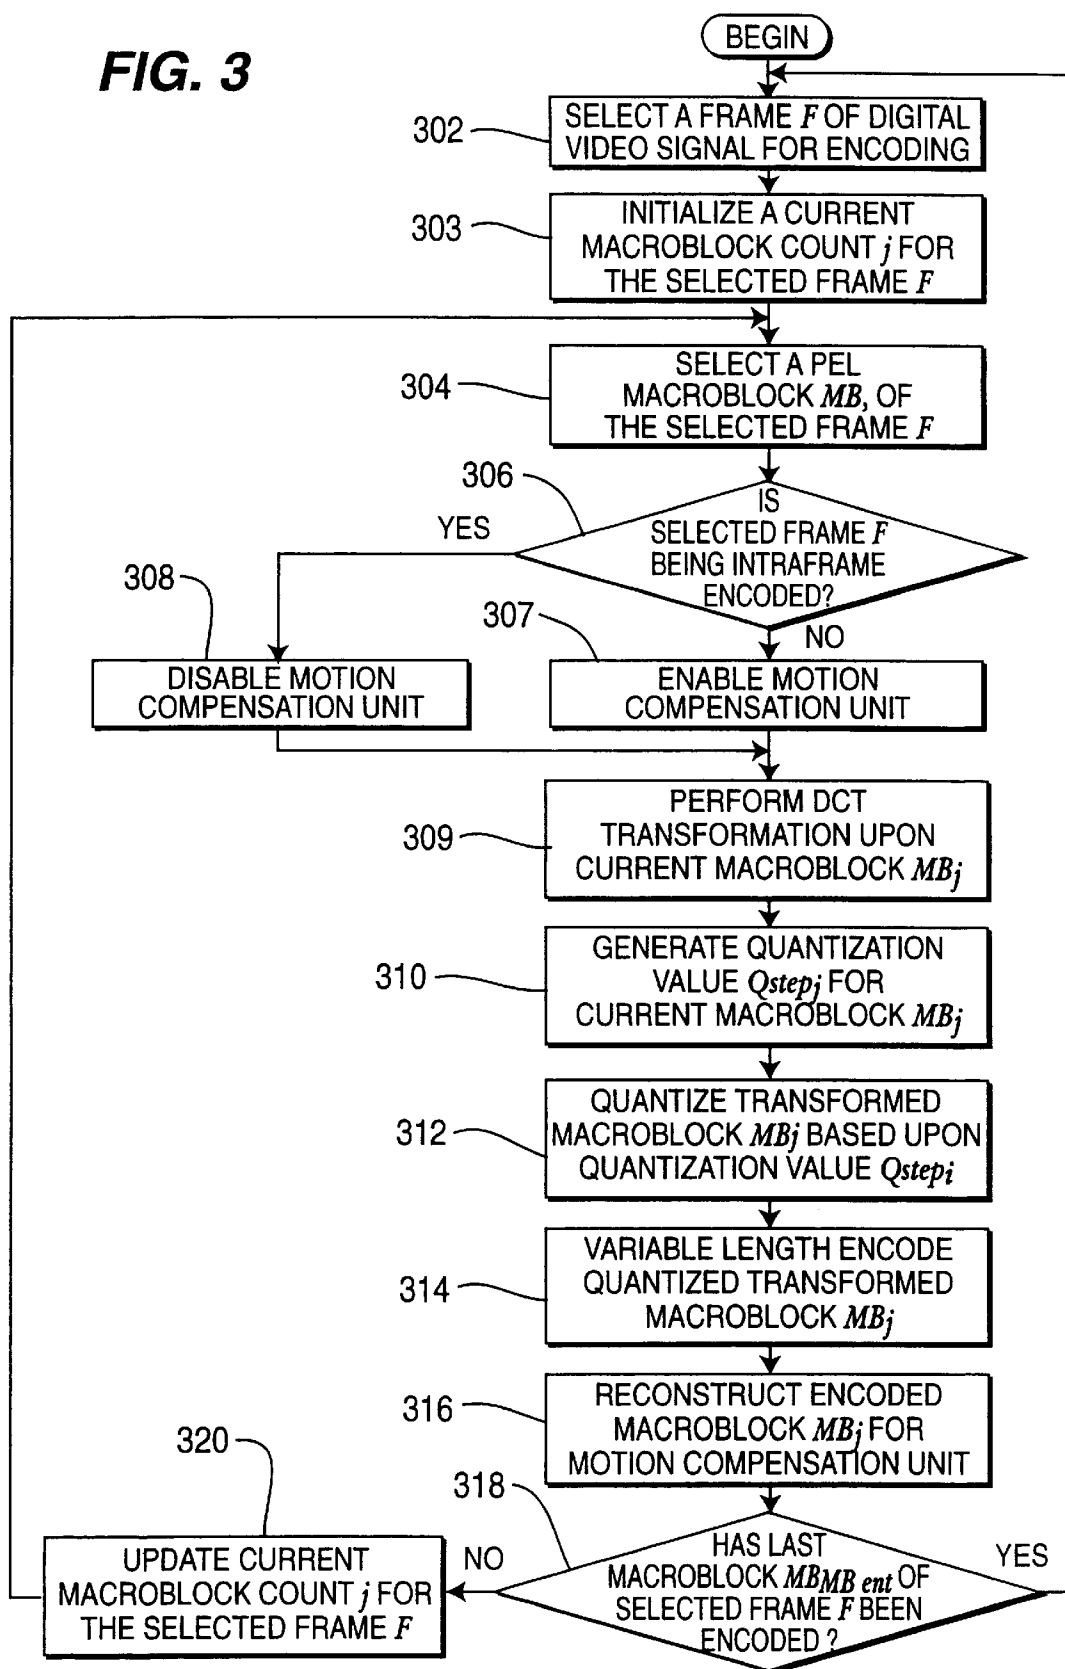 FIG. 3
BEGIN
302
SELECT A FRAME F OF DIGITAL
VIDEO SIGNAL FOR ENCODING
303
INITIALIZE A CURRENT
MACROBLOCK COUNT j FOR
THE SELECTED FRAME F
304
SELECT A PEL
MACROBLOCK MB, OF
THE SELECTED FRAME F
306
IS
SELECTED FRAME F
BEING INTRAFRAME
ENCODED?
YES
NO
308
DISABLE MOTION
COMPENSATION UNIT
307
ENABLE MOTION
COMPENSATION UNIT
309
PERFORM DCT
TRANSFORMATION UPON
CURRENT MACROBLOCK MBj
310
GENERATE QUANTIZATION
VALUE Qstepj FOR
CURRENT MACROBLOCK MBj
312
QUANTIZE TRANSFORMED
MACROBLOCK MBj BASED UPON
QUANTIZATION VALUE Qstepi
314
VARIABLE LENGTH ENCODE
QUANTIZED TRANSFORMED
MACROBLOCK MBj
316
RECONSTRUCT ENCODED
MACROBLOCK MBj FOR
MOTION COMPENSATION UNIT
318
HAS LAST
MACROBLOCK MBMB ent OF
SELECTED FRAME F BEEN
ENCODED ?
YES
NO
320
UPDATE CURRENT
MACROBLOCK COUNT j FOR
THE SELECTED FRAME F